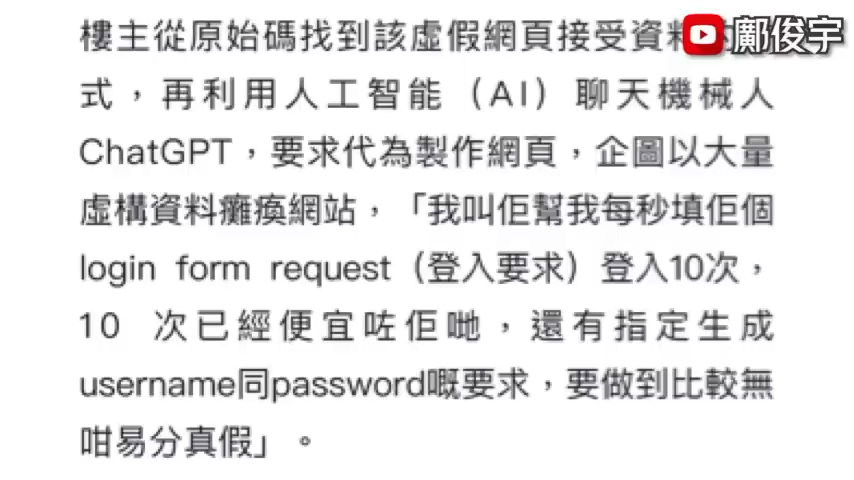 樓主從原始碼找到該虛假網頁接受資料
鄺俊宇
式，再利用人工智能（AI）聊天機械人
ChatGPT，要求代為製作網頁，企圖以大量
虛構資料癱瘓網站，「我叫佢幫我每秒填佢個
login form request（登入要求）登入10次，
10 次已經便宜咗佢哋，還有指定生成
username同password嘅要求，要做到比較無
咁易分真假」。